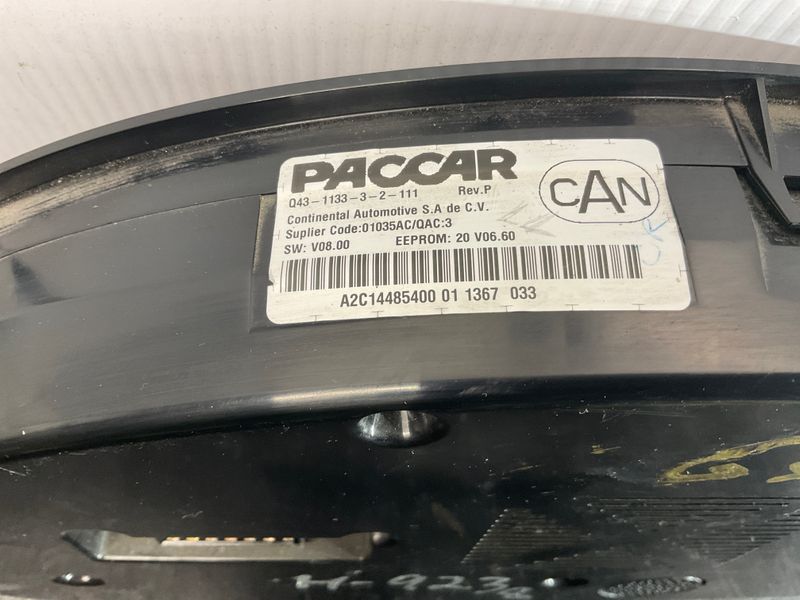 PACCAR
Q43-1133-3-2-111 Rev.P
CAN
Continental Automotive S.A de C.V.
Suplier Code:01035AC/QAC:3
SW: V08.00 EEPROM: 20 V06.60
A2C14485400 01 1367 033